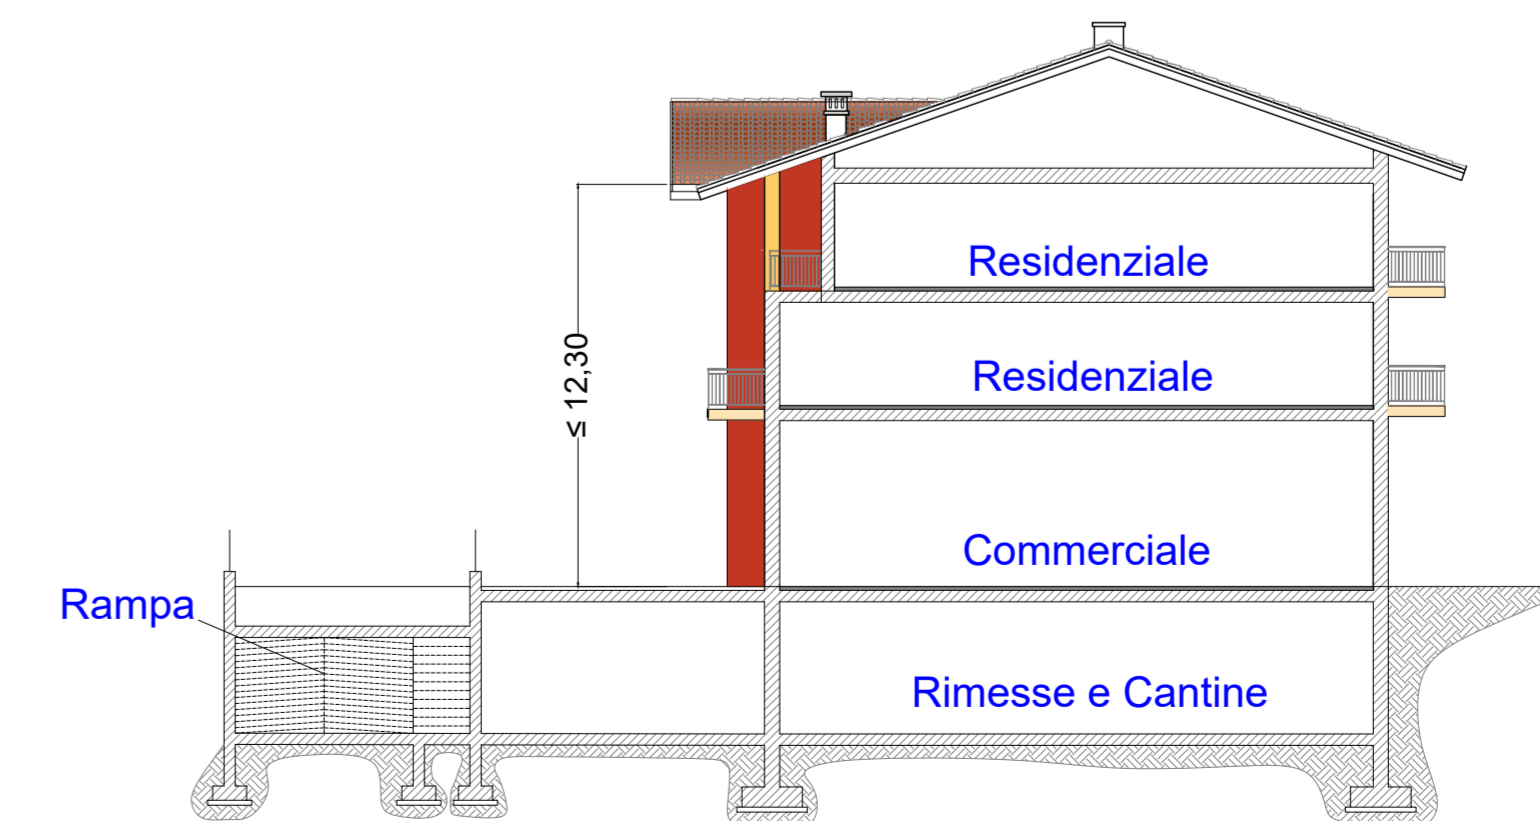 Residenziale
≤ 12,30
Residenziale
Commerciale
Rampa
Rimesse e Cantine